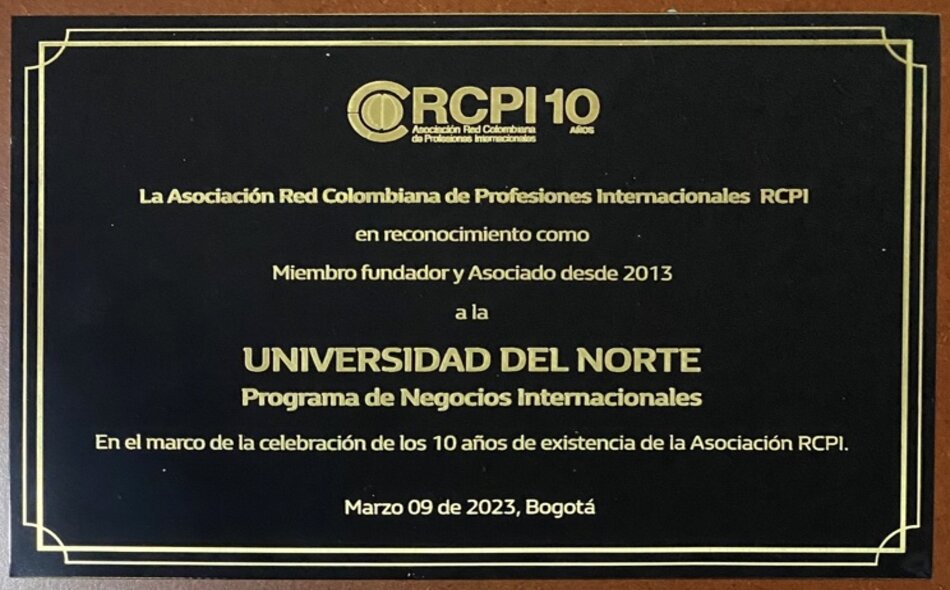 RCPI 10
AÑOS
Asociación Red Colombiana
de Profesiones Internacionales
La Asociación Red Colombiana de Profesiones Internacionales RCPI
en reconocimiento como
Miembro fundador y Asociado desde 2013
a la
UNIVERSIDAD DEL NORTE
Programa de Negocios Internacionales
En el marco de la celebración de los 10 años de existencia de la Asociación RCPI.
Marzo 09 de 2023, Bogotá